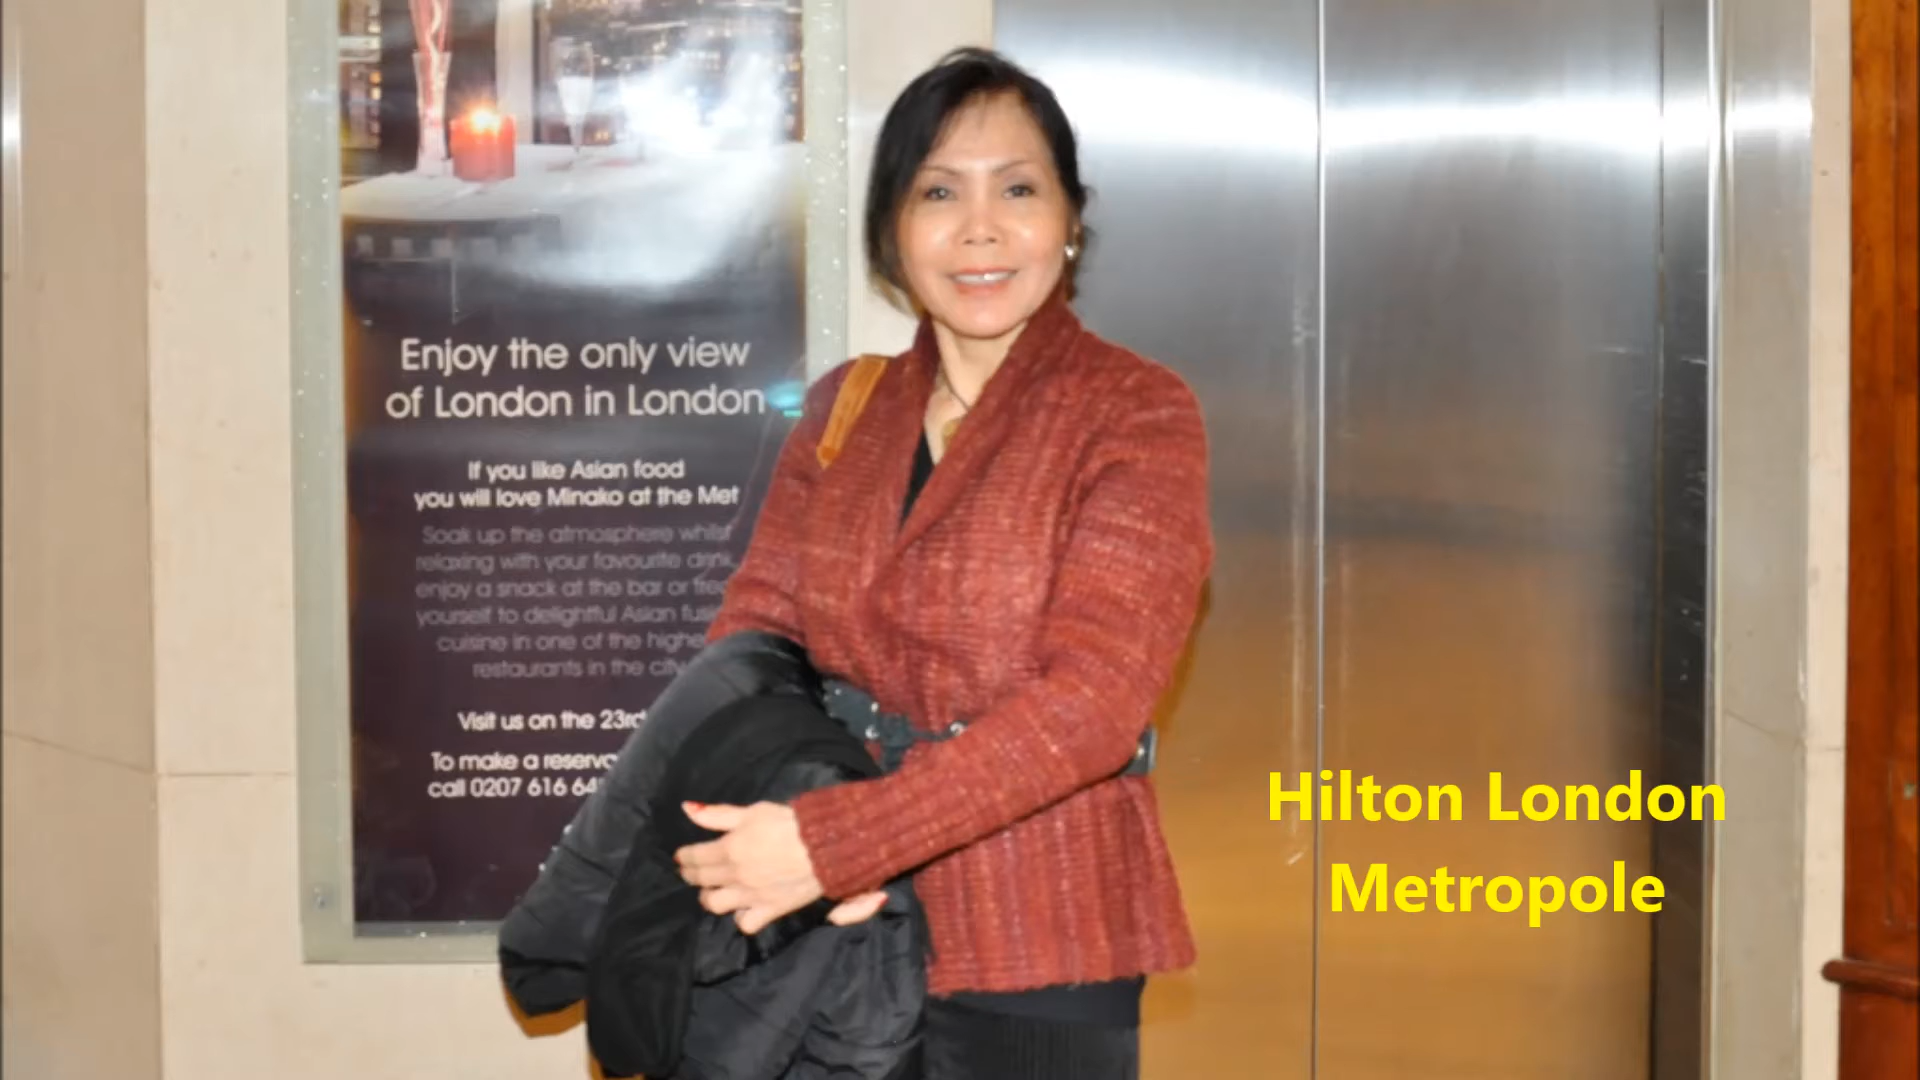 Enjoy the only view
of London in London
If you like Asian food
you will love Minako at the Met
Soak up the atmosphere whilst
relaxing with your favourite
enjoy a snack at the bar or
yourself to delightful Asian
cuisine in one of the
restaurants in the city
Visit us on the 23rd
To make a
call 0207 616
Hilton London
Metropole